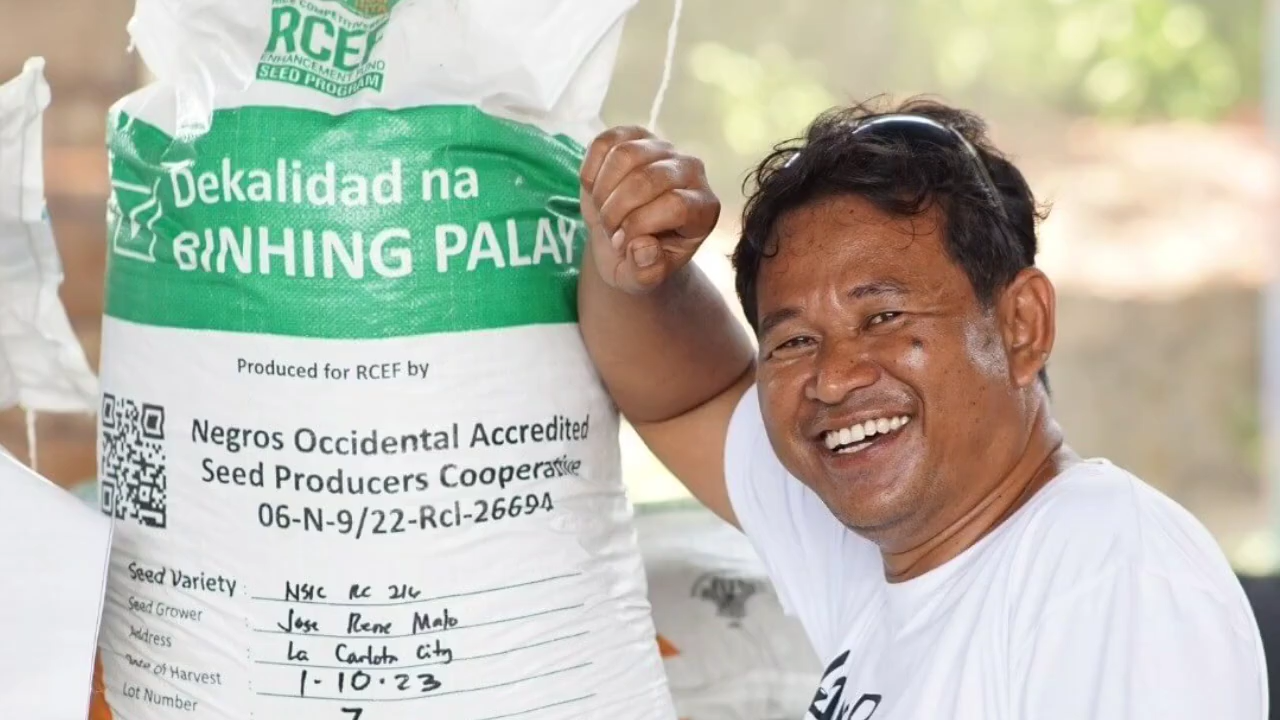 RCEF
ENHANCEMENT FUND
SEED PROGRAM
Dekalidad na
BINHING PALAY
Produced for RCEF by
Negros Occidental Accredited
Seed Producers Cooperative
06-N-9/22-Rcl-26694
Seed Variety : NSIC RC 216
Seed Grower : Jose Rene Malo
Address : La Carlota City
of Harvest : 1-10-23
Lot Number 7